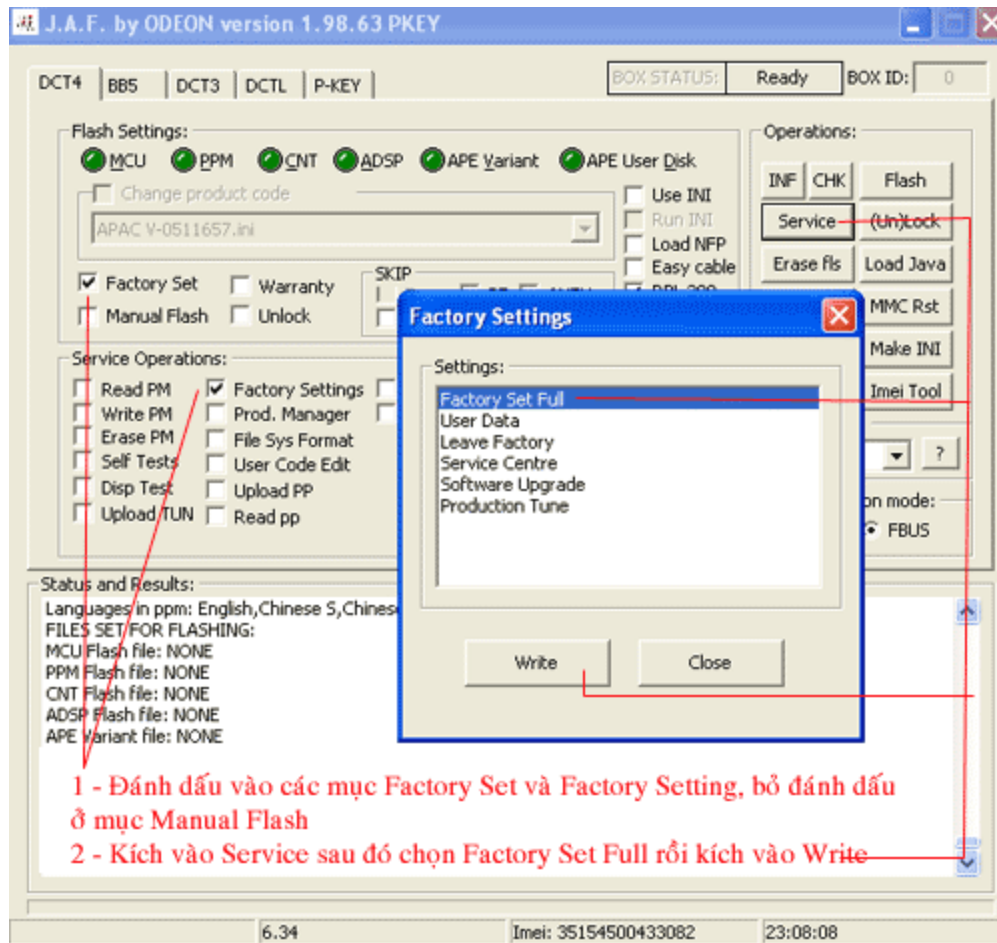 J.A.F. by ODEON version 1.98.63 PKEY
DCT4 BB5 DCT3 DCTL P-KEY
BOX STATUS: Ready BOX ID: 0
Flash Settings:
MCU PPM CNT ADSP APE Variant APE User Disk
Change product code
APAC V-0511657.ini
Use INI
Run INI
Load NFP
Easy cable
Factory Set Warranty
Manual Flash Unlock
SKIP
Operations:
INF CHK Flash
Service (Un)Lock
Erase fls Load Java
MMC Rst
Make INI
Imei Tool
?
on mode:
FBUS
Service Operations:
Read PM Factory Settings
Write PM Prod. Manager
Erase PM File Sys Format
Self Tests User Code Edit
Disp Test Upload PP
Upload TUN Read pp
Factory Settings
Settings:
Factory Set Full
User Data
Leave Factory
Service Centre
Software Upgrade
Production Tune
Write Close
Status and Results:
Languages in ppm: English,Chinese S,Chines
FILES SET FOR FLASHING:
MCU Flash file: NONE
PPM Flash file: NONE
CNT Flash file: NONE
ADSP Flash file: NONE
APE Variant file: NONE
1 - Đánh dấu vào các mục Factory Set và Factory Setting, bỏ đánh dấu
ở mục Manual Flash
2 - Kích vào Service sau đó chọn Factory Set Full rồi kích vào Write
6.34 Imei: 35154500433082 23:08:08